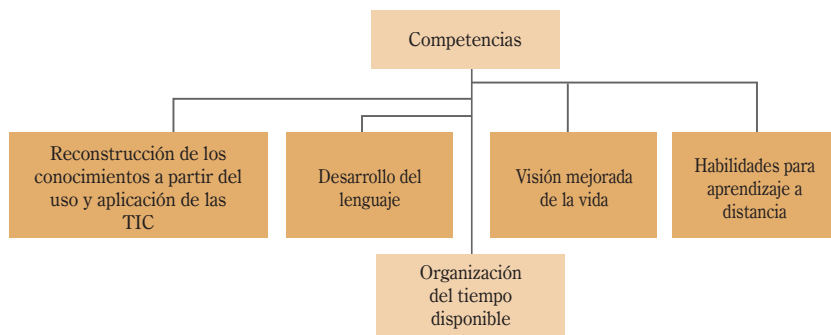 Competencias
Reconstrucción de los
conocimientos a partir del
uso y aplicación de las
TIC
Desarrollo del
lenguaje
Visión mejorada
de la vida
Habilidades para
aprendizaje a
distancia
Organización
del tiempo
disponible